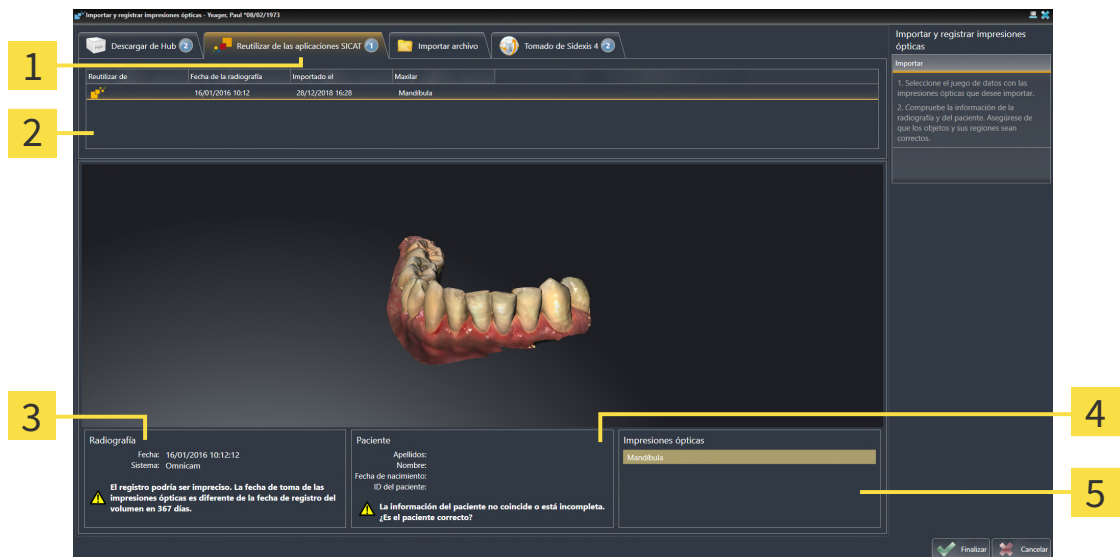 Importar y registrar impresiones ópticas - Yeager, Paul *08/02/1973
Descargar de Hub 2
Reutilizar de las aplicaciones SICAT 1
Importar archivo
Tomado de Sidexis 4 2
Reutilizar de Fecha de la radiografía Importado el Maxilar
16/01/2016 10:12 28/12/2018 16:28 Mandíbula
Importar y registrar impresiones
ópticas
Importar
1. Seleccione el juego de datos con las
impresiones ópticas que desee importar.
2. Compruebe la información de la
radiografía y del paciente. Asegúrese de
que los objetos y sus regiones sean
correctos.
1
2
3
4
5
Radiografía
Fecha: 16/01/2016 10:12:12
Sistema: Omnicam
El registro podría ser impreciso. La fecha de toma de las
impresiones ópticas es diferente de la fecha de registro del
volumen en 367 días.
Paciente
Apellidos:
Nombre:
Fecha de nacimiento:
ID del paciente:
La información del paciente no coincide o está incompleta.
¿Es el paciente correcto?
Impresiones ópticas
Mandíbula
Finalizar
Cancelar